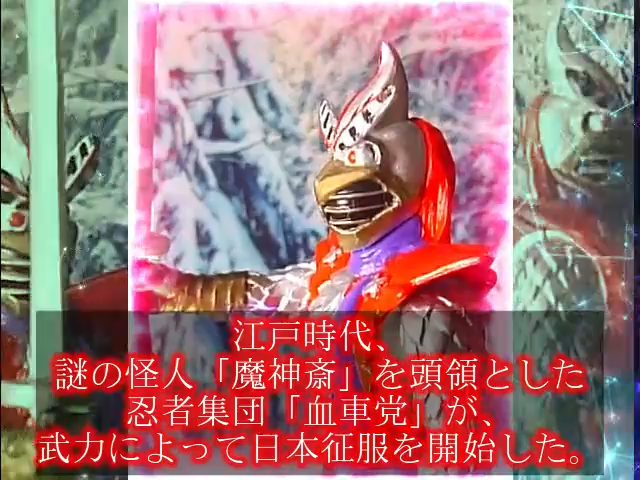 江戸時代、
謎の怪人「魔神斎」を頭領とした
忍者集団「血車党」が、
武力によって日本征服を開始した。